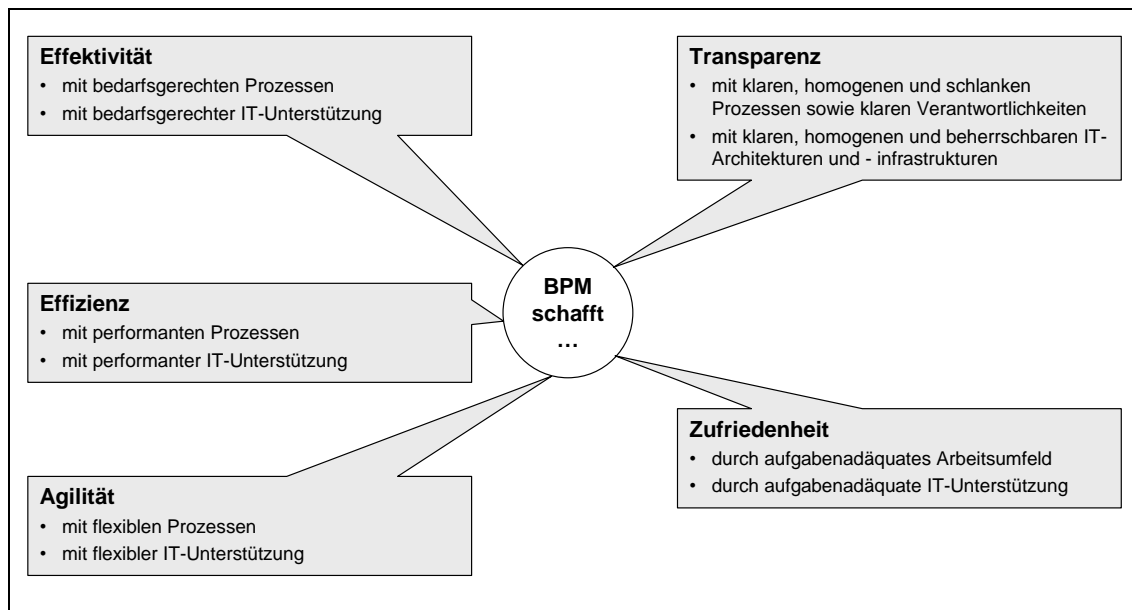 Effektivität
• mit bedarfsgerechten Prozessen
• mit bedarfsgerechter IT-Unterstützung
Transparenz
• mit klaren, homogenen und schlanken
Prozessen sowie klaren Verantwortlichkeiten
• mit klaren, homogenen und beherrschbaren IT-
Architekturen und - infrastrukturen
BPM
schafft
…
Effizienz
• mit performanten Prozessen
• mit performanter IT-Unterstützung
Zufriedenheit
• durch aufgabenadäquates Arbeitsumfeld
• durch aufgabenadäquate IT-Unterstützung
Agilität
• mit flexiblen Prozessen
• mit flexibler IT-Unterstützung